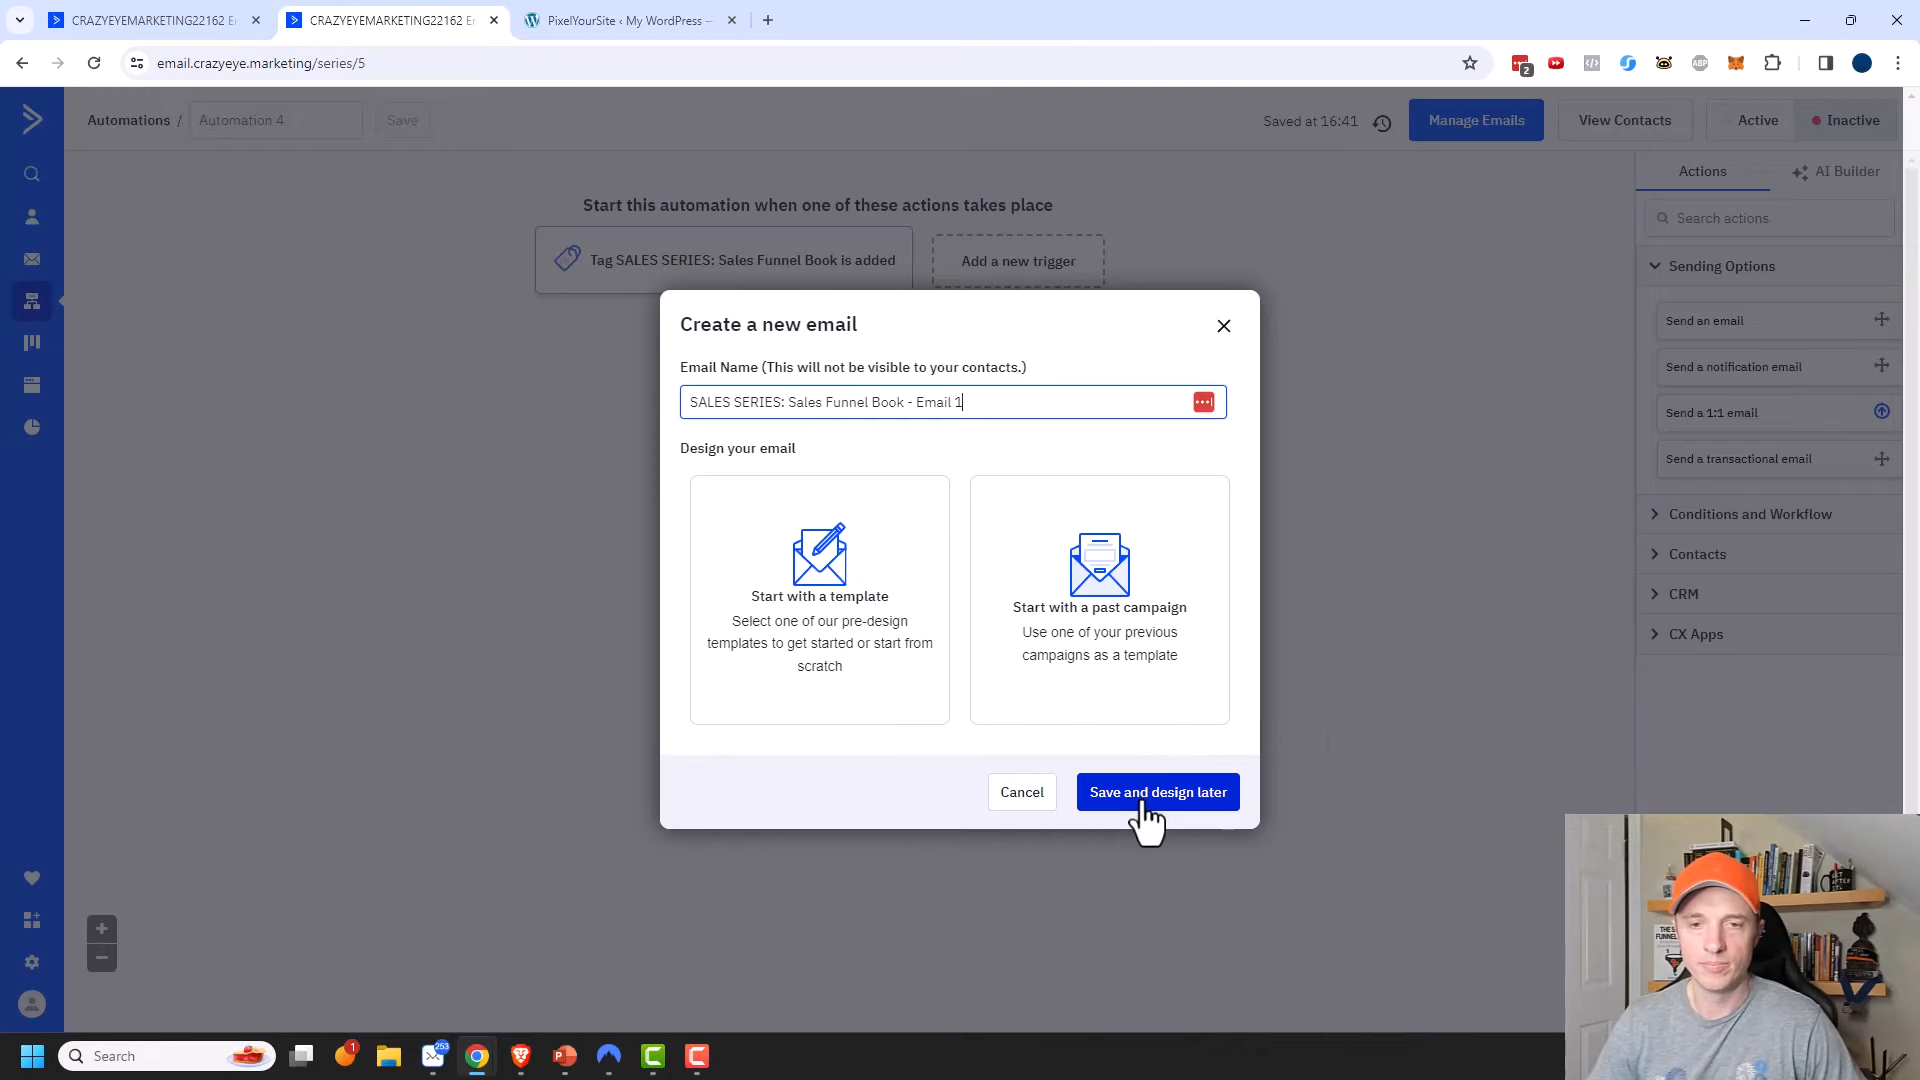 CRAZYEYEMARKETING22162 E
CRAZYEYEMARKETING22162 E
PixelYourSite ‹ My WordPress —
email.crazyeye.marketing/series/5
2
ABP
Automations /
Automation 4
Save
Saved at 16:41
Manage Emails
View Contacts
Active
Inactive
Start this automation when one of these actions takes place
Tag SALES SERIES: Sales Funnel Book is added
Add a new trigger
Actions
AI Builder
Search actions
Sending Options
Send an email
Send a notification email
Send a 1:1 email
Send a transactional email
Conditions and Workflow
Contacts
CRM
CX Apps
Create a new email
Email Name (This will not be visible to your contacts.)
SALES SERIES: Sales Funnel Book - Email 1
Design your email
Start with a template
Select one of our pre-design
templates to get started or start from
scratch
Start with a past campaign
Use one of your previous
campaigns as a template
Cancel
Save and design later
Search
1
253